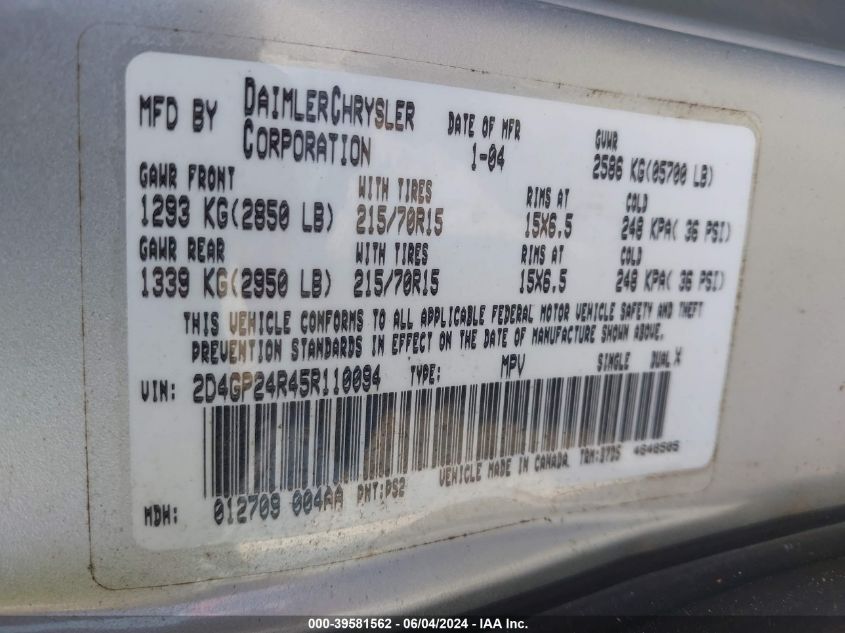 MFD BY DAIMLERCHRYSLER CORPORATION DATE OF MFR 1-04 GVWR 2586 KG(05700 LB)
GAWR FRONT WITH TIRES RIMS AT COLD
1293 KG(2850 LB) 215/70R15 15X6.5 248 KPA( 36 PSI)
GAWR REAR WITH TIRES RIMS AT COLD
1339 KG(2950 LB) 215/70R15 15X6.5 248 KPA( 36 PSI)
THIS VEHICLE CONFORMS TO ALL APPLICABLE FEDERAL MOTOR VEHICLE SAFETY AND THEFT
PREVENTION STANDARDS IN EFFECT ON THE DATE OF MANUFACTURE SHOWN ABOVE.
VIN: 2D4GP24R45R110094 TYPE: MPV SINGLE DUAL X
VEHICLE MADE IN CANADA TRM:D7D5 4648505
MDH: 012709 004AA PNT:PS2
000-39581562 - 06/04/2024 - IAA Inc.